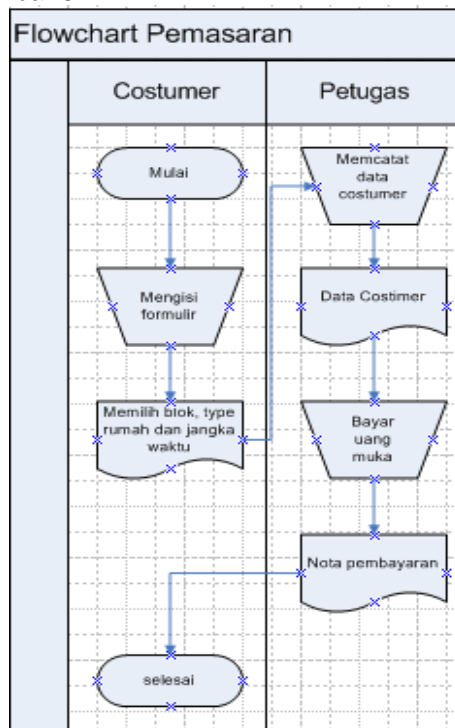 Flowchart Pemasaran
Costumer
Petugas
Mulai
Mengisi
formulir
Memilih blok, type
rumah dan jangka
waktu
Memcatat
data
costumer
Data Costimer
Bayar
uang
muka
Nota pembayaran
selesai